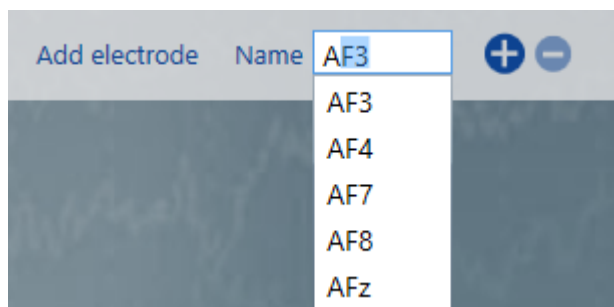 Add electrode Name AF3
AF3
AF4
AF7
AF8
AFz